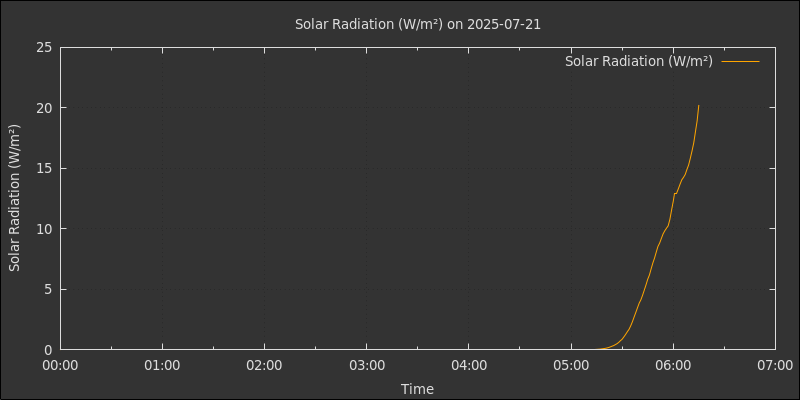 Solar Radiation (W/m²) on 2025-07-21
Solar Radiation (W/m²)
25
20
15
10
5
0
Solar Radiation (W/m²)
00:00 01:00 02:00 03:00 04:00 05:00 06:00 07:00
Time